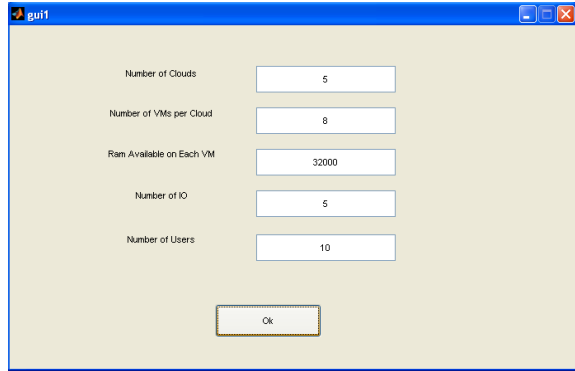 gui1
Number of Clouds
5
Number of VMs per Cloud
8
Ram Available on Each VM
32000
Number of IO
5
Number of Users
10
Ok